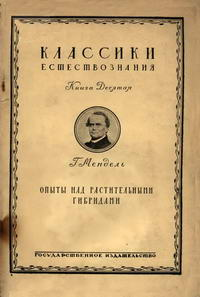 КЛАССИКИ
ЕСТЕСТВОЗНАНИЯ
Книга Десятая
Г. Мендель
ОПЫТЫ НАД РАСТИТЕЛЬНЫМИ
ГИБРИДАМИ
ГОСУДАРСТВЕННОЕ ИЗДАТЕЛЬСТВО